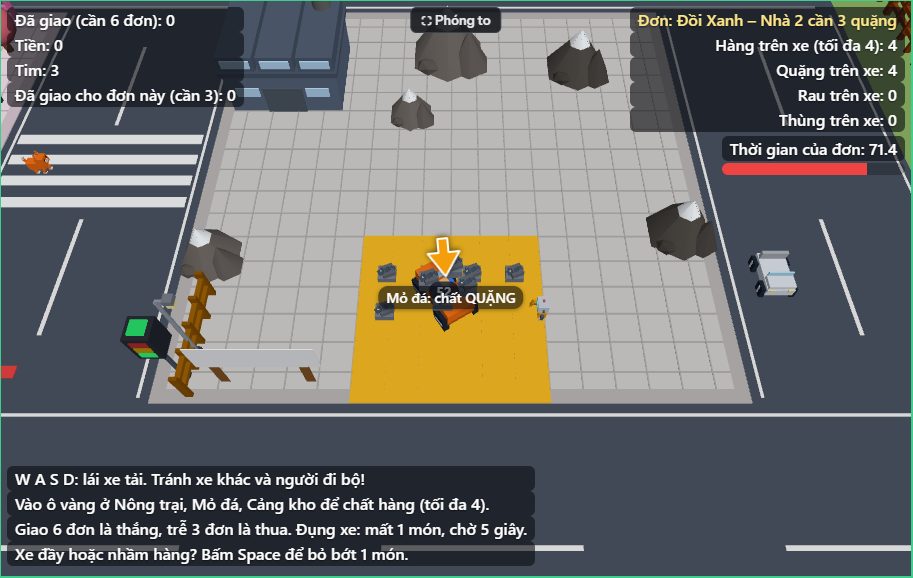 Đã giao (cần 6 đơn): 0
Tiền: 0
Tim: 3
Đã giao cho đơn này (cần 3): 0
Phóng to
Đơn: Đồi Xanh – Nhà 2 cần 3 quặng
Hàng trên xe (tối đa 4): 4
Quặng trên xe: 4
Rau trên xe: 0
Thùng trên xe: 0
Thời gian của đơn: 71.4
Mỏ đá: chất QUẶNG
W A S D: lái xe tải. Tránh xe khác và người đi bộ!
Vào ô vàng ở Nông trại, Mỏ đá, Cảng kho để chất hàng (tối đa 4).
Giao 6 đơn là thắng, trễ 3 đơn là thua. Đụng xe: mất 1 món, chờ 5 giây.
Xe đầy hoặc nhầm hàng? Bấm Space để bỏ bớt 1 món.